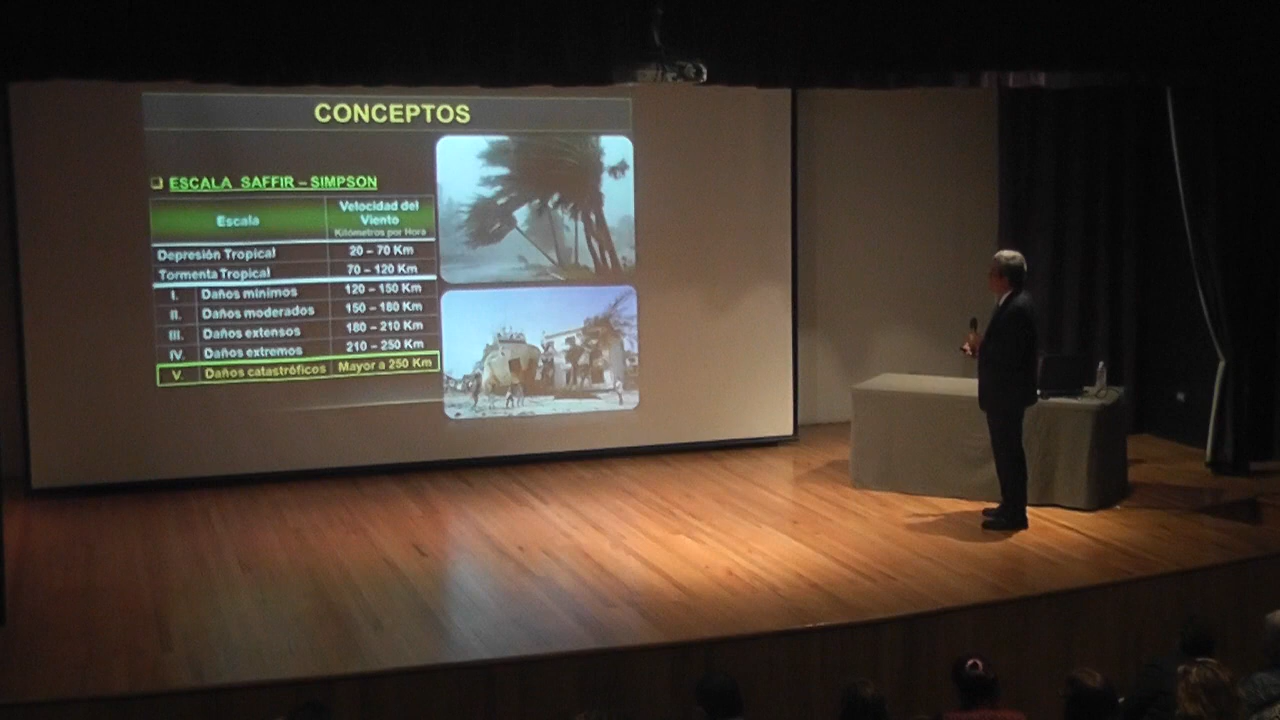 CONCEPTOS
ESCALA SAFFIR – SIMPSON
Escala
Velocidad del
Viento
Kilómetros por Hora
Depresión Tropical 20 – 70 Km
Tormenta Tropical 70 – 120 Km
I. Daños mínimos 120 – 150 Km
II. Daños moderados 150 – 180 Km
III. Daños extensos 180 – 210 Km
IV. Daños extremos 210 – 250 Km
V. Daños catastróficos Mayor a 250 Km